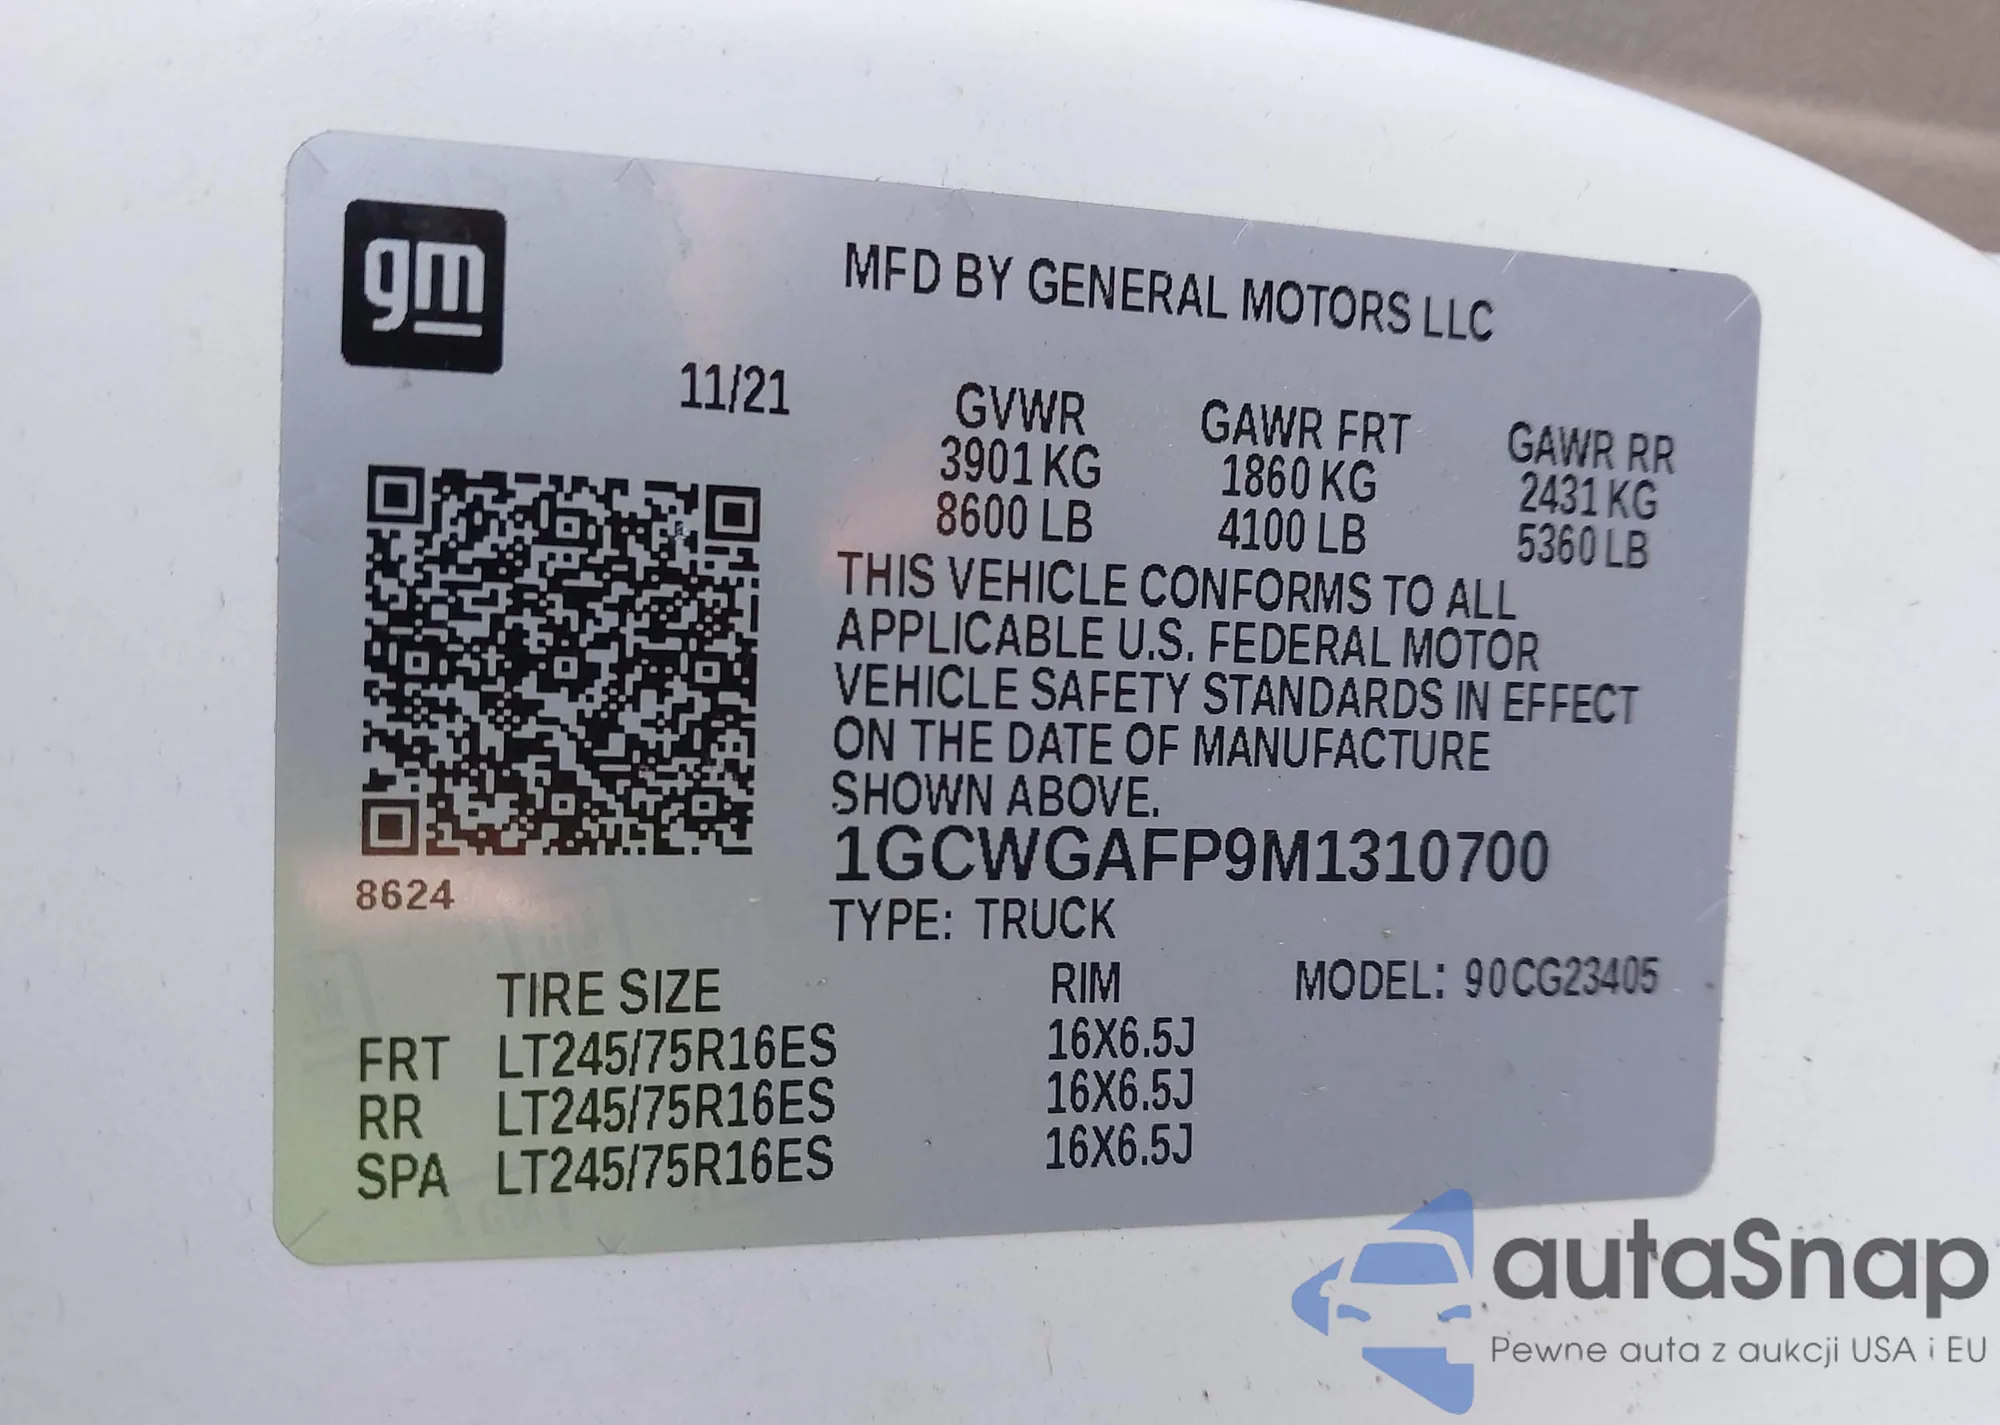 gm
MFD BY GENERAL MOTORS LLC
11/21
GVWR GAWR FRT GAWR RR
3901 KG 1860 KG 2431 KG
8600 LB 4100 LB 5360 LB
THIS VEHICLE CONFORMS TO ALL
APPLICABLE U.S. FEDERAL MOTOR
VEHICLE SAFETY STANDARDS IN EFFECT
ON THE DATE OF MANUFACTURE
SHOWN ABOVE.
1GCWGAFP9M1310700
8624
TYPE: TRUCK
TIRE SIZE RIM MODEL: 90CG23405
FRT LT245/75R16ES 16X6.5J
RR LT245/75R16ES 16X6.5J
SPA LT245/75R16ES 16X6.5J
autaSnap
Pewne auta z aukcji USA i EU